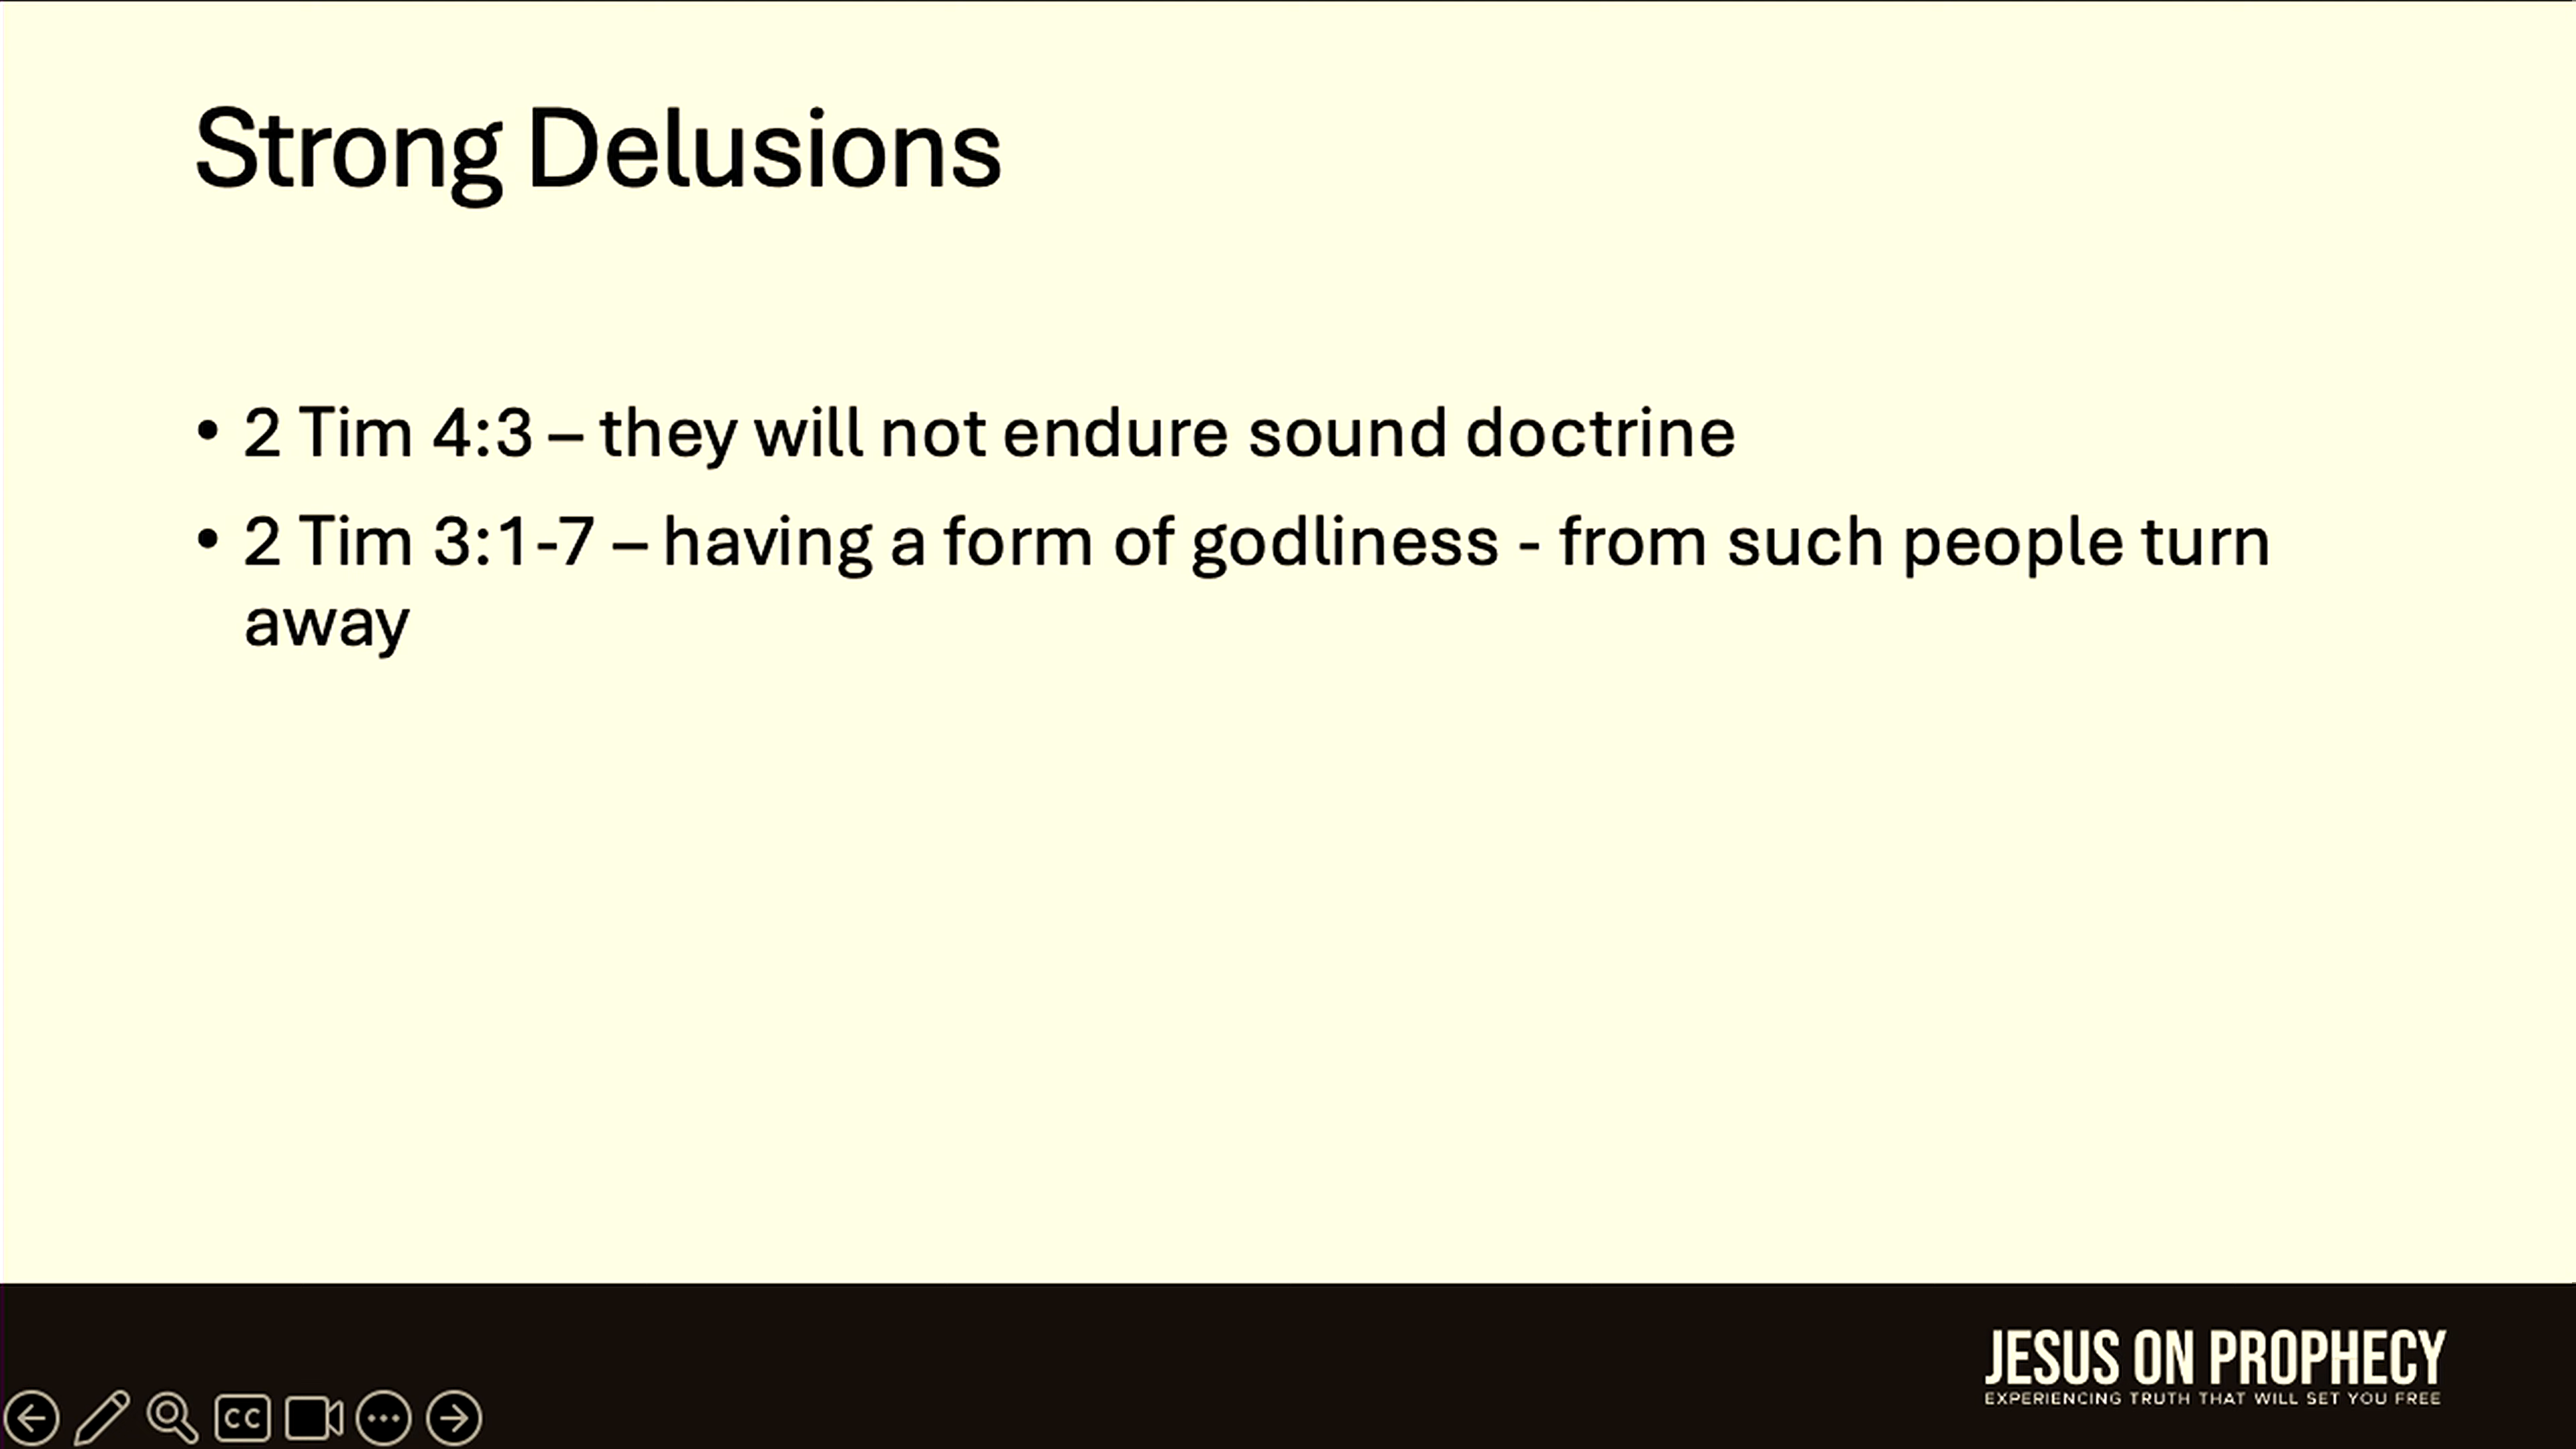 Strong Delusions
• 2 Tim 4:3 – they will not endure sound doctrine
• 2 Tim 3:1-7 – having a form of godliness - from such people turn
away
CC
JESUS ON PROPHECY
EXPERIENCING TRUTH THAT WILL SET YOU FREE